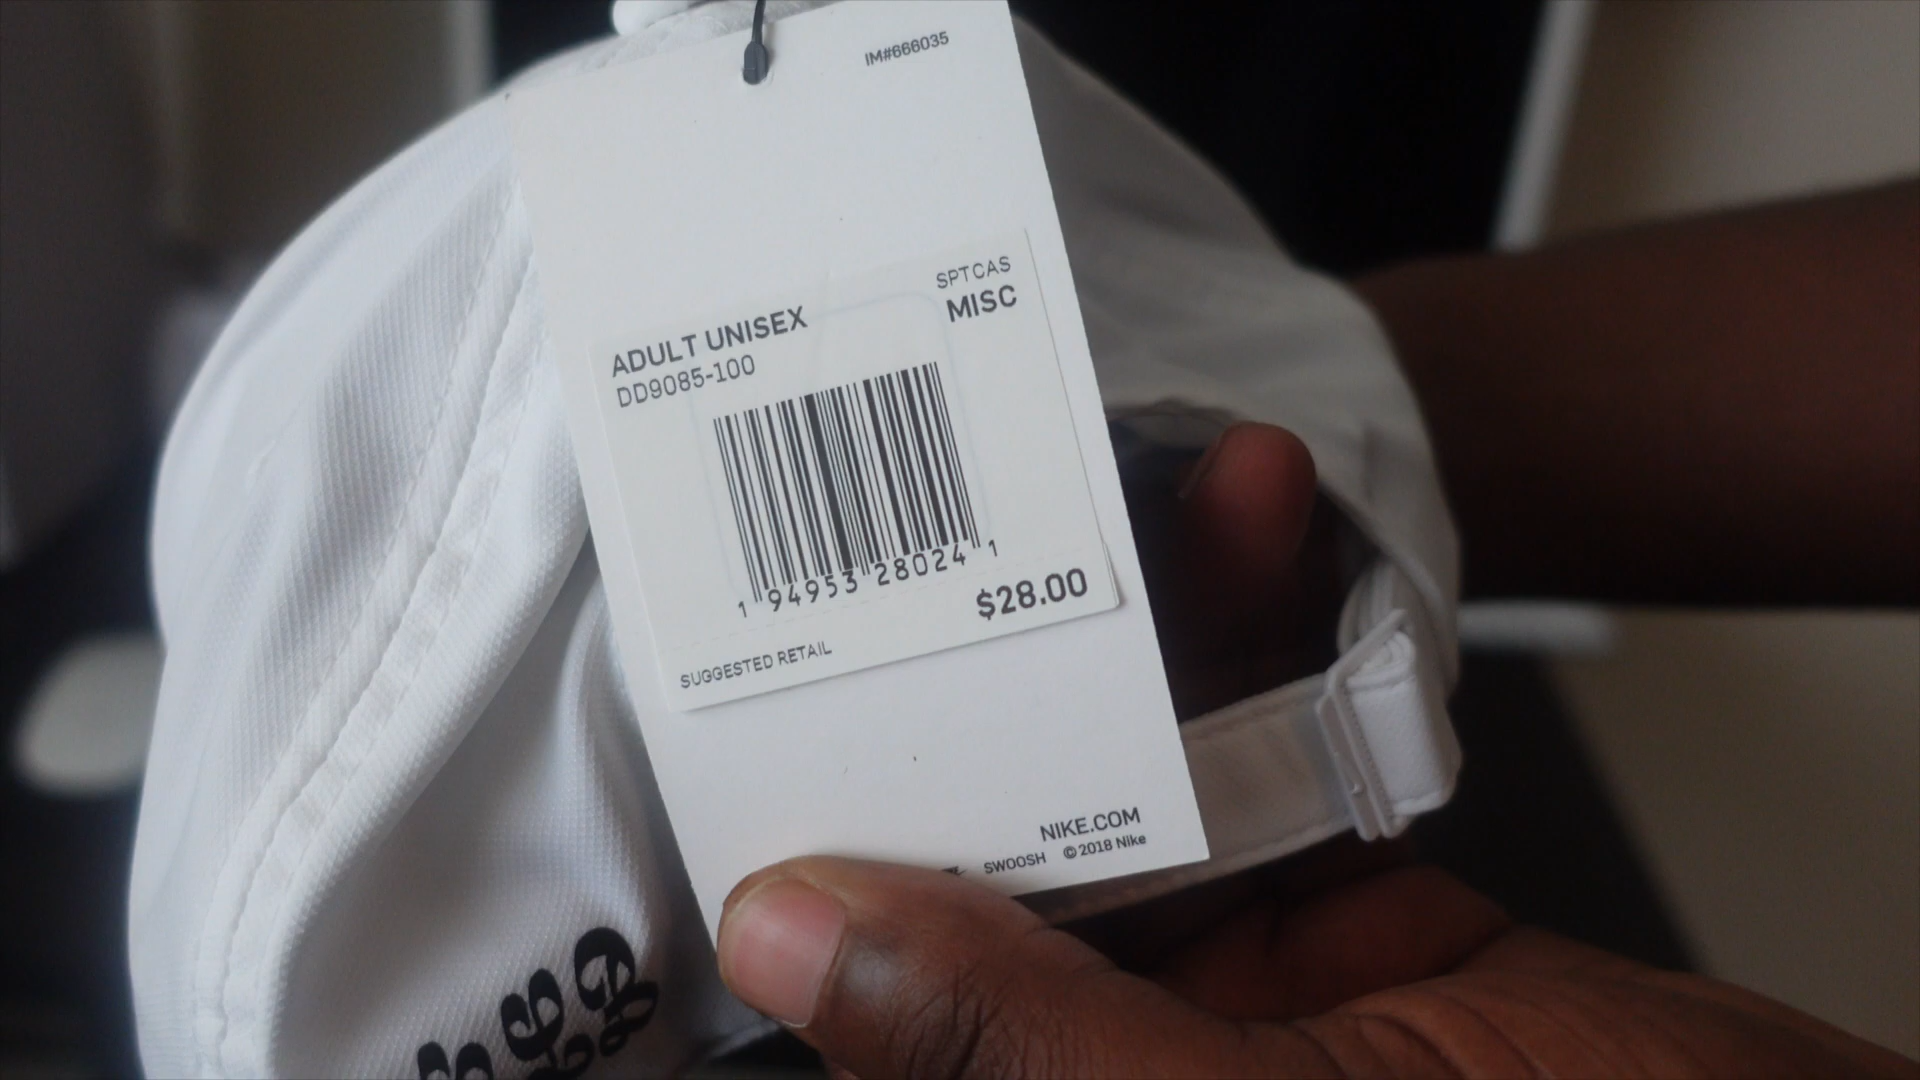 IM#666035
SPTCAS
MISC
ADULT UNISEX
DD9085-100
1 94953 28024 1
$28.00
SUGGESTED RETAIL
NIKE.COM
SWOOSH ©2018 Nike